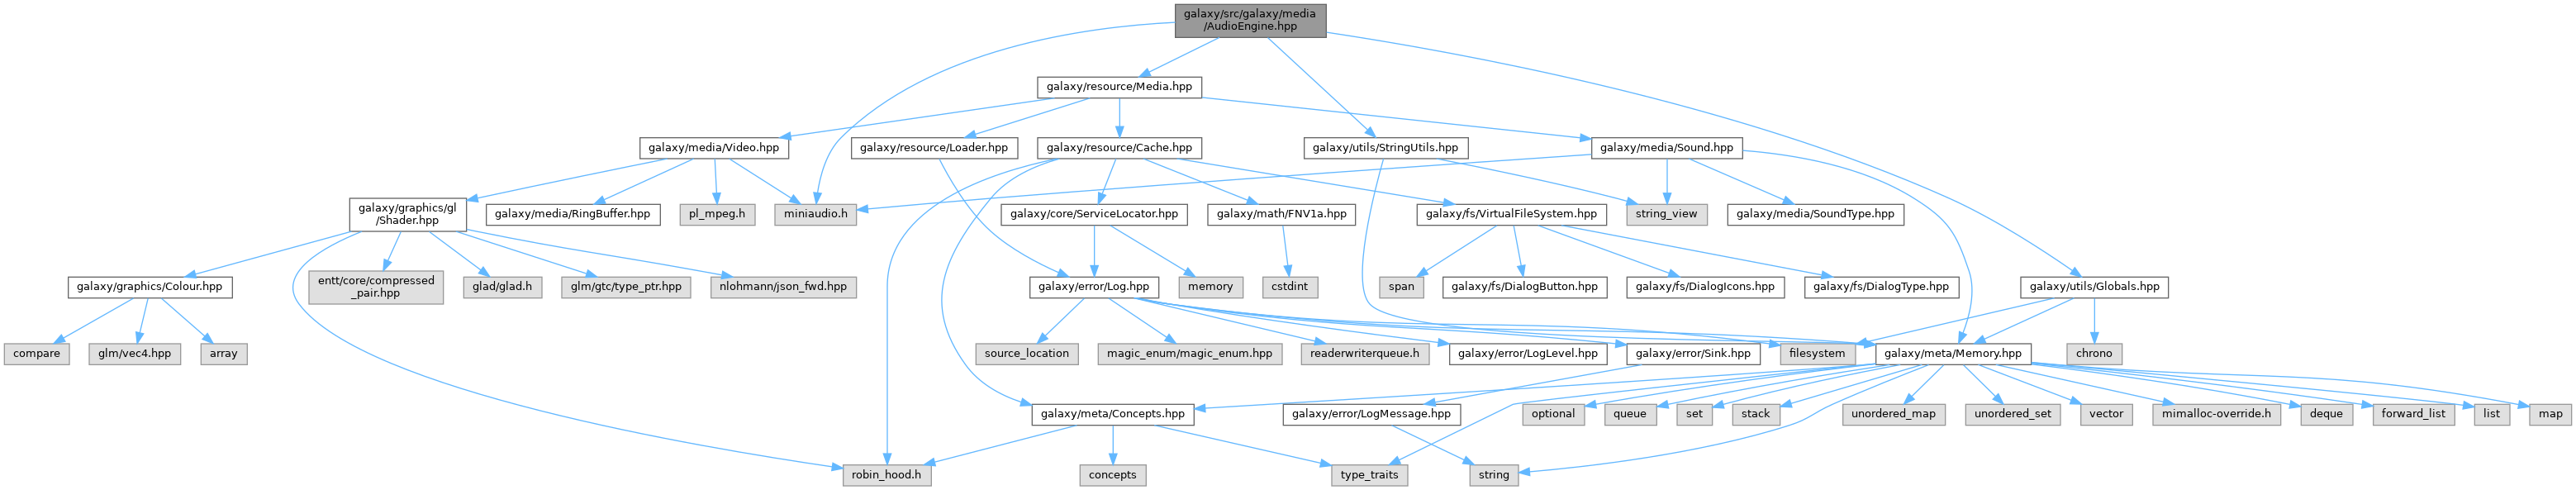 galaxy/src/galaxy/media
/AudioEngine.hpp
galaxy/resource/Media.hpp
galaxy/media/Video.hpp
galaxy/resource/Loader.hpp
galaxy/resource/Cache.hpp
galaxy/utils/StringUtils.hpp
galaxy/media/Sound.hpp
galaxy/graphics/gl
/Shader.hpp
galaxy/media/RingBuffer.hpp
pl_mpeg.h
miniaudio.h
galaxy/core/ServiceLocator.hpp
galaxy/math/FNV1a.hpp
galaxy/fs/VirtualFileSystem.hpp
string_view
galaxy/media/SoundType.hpp
galaxy/graphics/Colour.hpp
entt/core/compressed
_pair.hpp
glad/glad.h
glm/gtc/type_ptr.hpp
nlohmann/json_fwd.hpp
galaxy/error/Log.hpp
memory
cstdint
span
galaxy/fs/DialogButton.hpp
galaxy/fs/DialogIcons.hpp
galaxy/fs/DialogType.hpp
galaxy/utils/Globals.hpp
compare
glm/vec4.hpp
array
source_location
magic_enum/magic_enum.hpp
readerwriterqueue.h
galaxy/error/LogLevel.hpp
galaxy/error/Sink.hpp
filesystem
galaxy/meta/Memory.hpp
chrono
galaxy/meta/Concepts.hpp
galaxy/error/LogMessage.hpp
optional
queue
set
stack
unordered_map
unordered_set
vector
mimalloc-override.h
deque
forward_list
list
map
robin_hood.h
concepts
type_traits
string